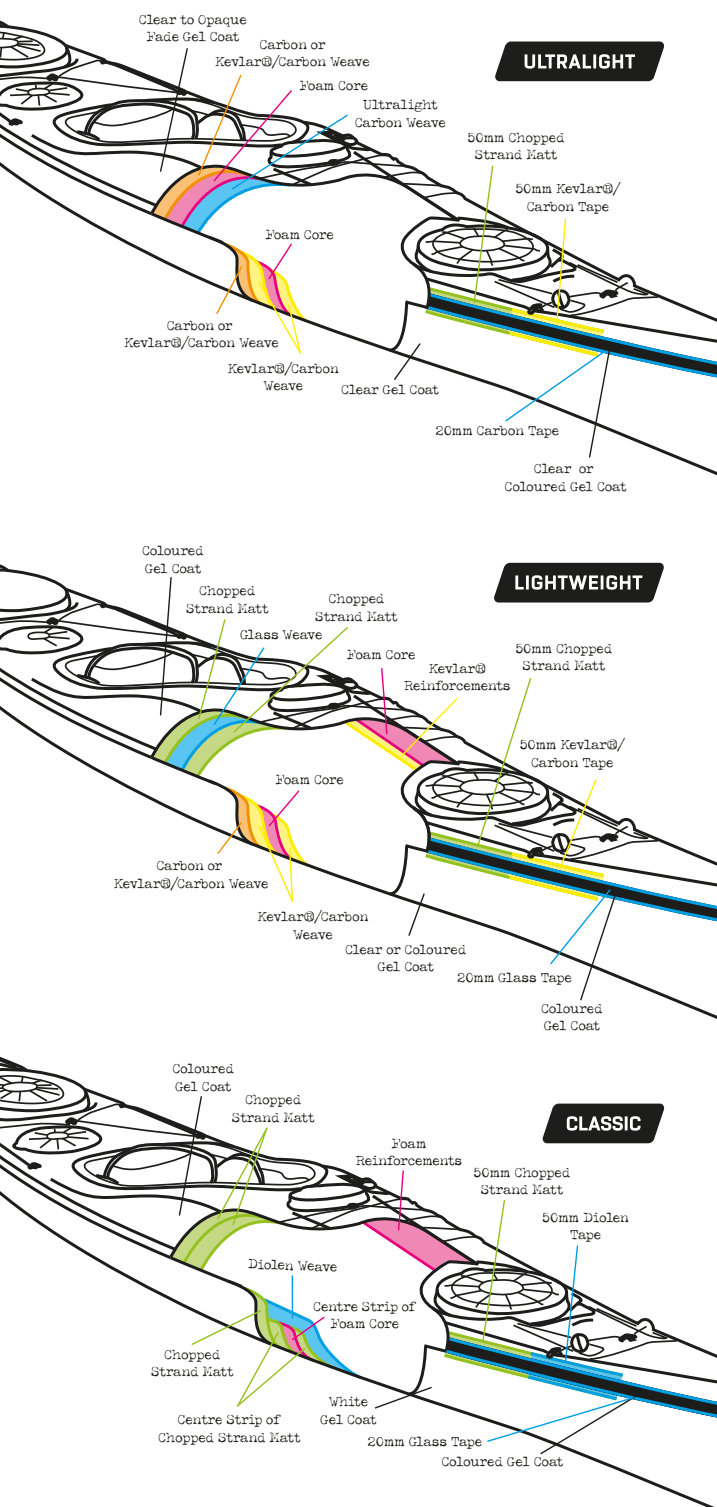 Clear to Opaque
Fade Gel Coat
Carbon or
Kevlar®/Carbon Weave
Foam Core
Ultralight
Carbon Weave
ULTRALIGHT
50mm Chopped
Strand Matt
50mm Kevlar®/
Carbon Tape
Foam Core
Carbon or
Kevlar®/Carbon Weave
Kevlar®/Carbon
Weave
Clear Gel Coat
20mm Carbon Tape
Clear or
Coloured Gel Coat
Coloured
Gel Coat
LIGHTWEIGHT
Chopped
Strand Matt
Chopped
Strand Matt
Glass Weave
Foam Core
Kevlar®
Reinforcements
50mm Chopped
Strand Matt
50mm Kevlar®/
Carbon Tape
Foam Core
Carbon or
Kevlar®/Carbon Weave
Kevlar®/Carbon
Weave
Clear or Coloured
Gel Coat
20mm Glass Tape
Coloured
Gel Coat
Coloured
Gel Coat
Chopped
Strand Matt
CLASSIC
Foam
Reinforcements
50mm Chopped
Strand Matt
50mm Diolen
Tape
Diolen Weave
Centre Strip of
Foam Core
Chopped
Strand Matt
White
Gel Coat
Centre Strip of
Chopped Strand Matt
20mm Glass Tape
Coloured Gel Coat